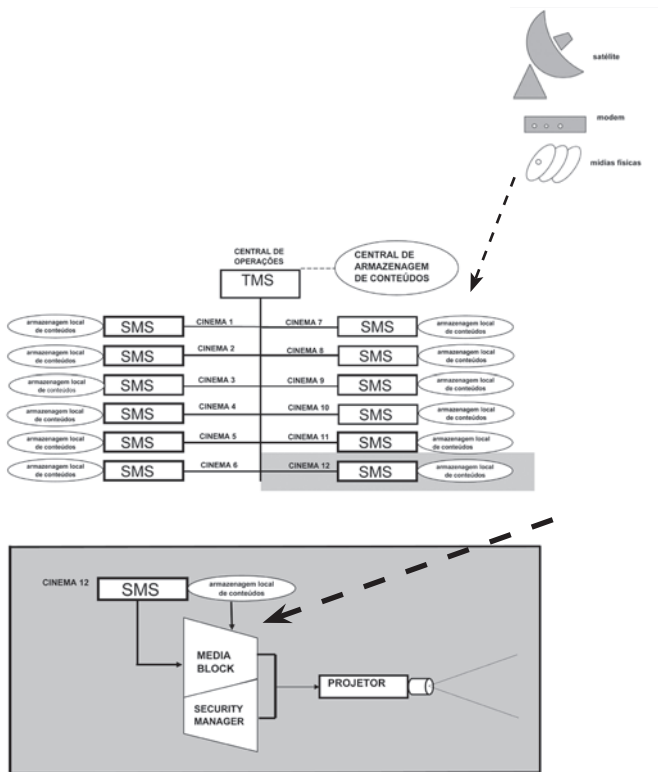 satélite
modem
mídias físicas
CENTRAL DE
OPERAÇÕES
TMS
CENTRAL DE
ARMAZENAGEM
DE CONTEÚDOS
armazenagem local
de conteúdos
SMS
CINEMA 1
CINEMA 7
SMS
armazenagem local
de conteúdos
armazenagem local
de conteúdos
SMS
CINEMA 2
CINEMA 8
SMS
armazenagem local
de conteúdos
armazenagem local
de conteúdos
SMS
CINEMA 3
CINEMA 9
SMS
armazenagem local
de conteúdos
armazenagem local
de conteúdos
SMS
CINEMA 4
CINEMA 10
SMS
armazenagem local
de conteúdos
armazenagem local
de conteúdos
SMS
CINEMA 5
CINEMA 11
SMS
armazenagem local
de conteúdos
armazenagem local
de conteúdos
SMS
CINEMA 6
CINEMA 12
SMS
armazenagem local
de conteúdos
CINEMA 12
SMS
armazenagem local
de conteúdos
MEDIA
BLOCK
SECURITY
MANAGER
PROJETOR